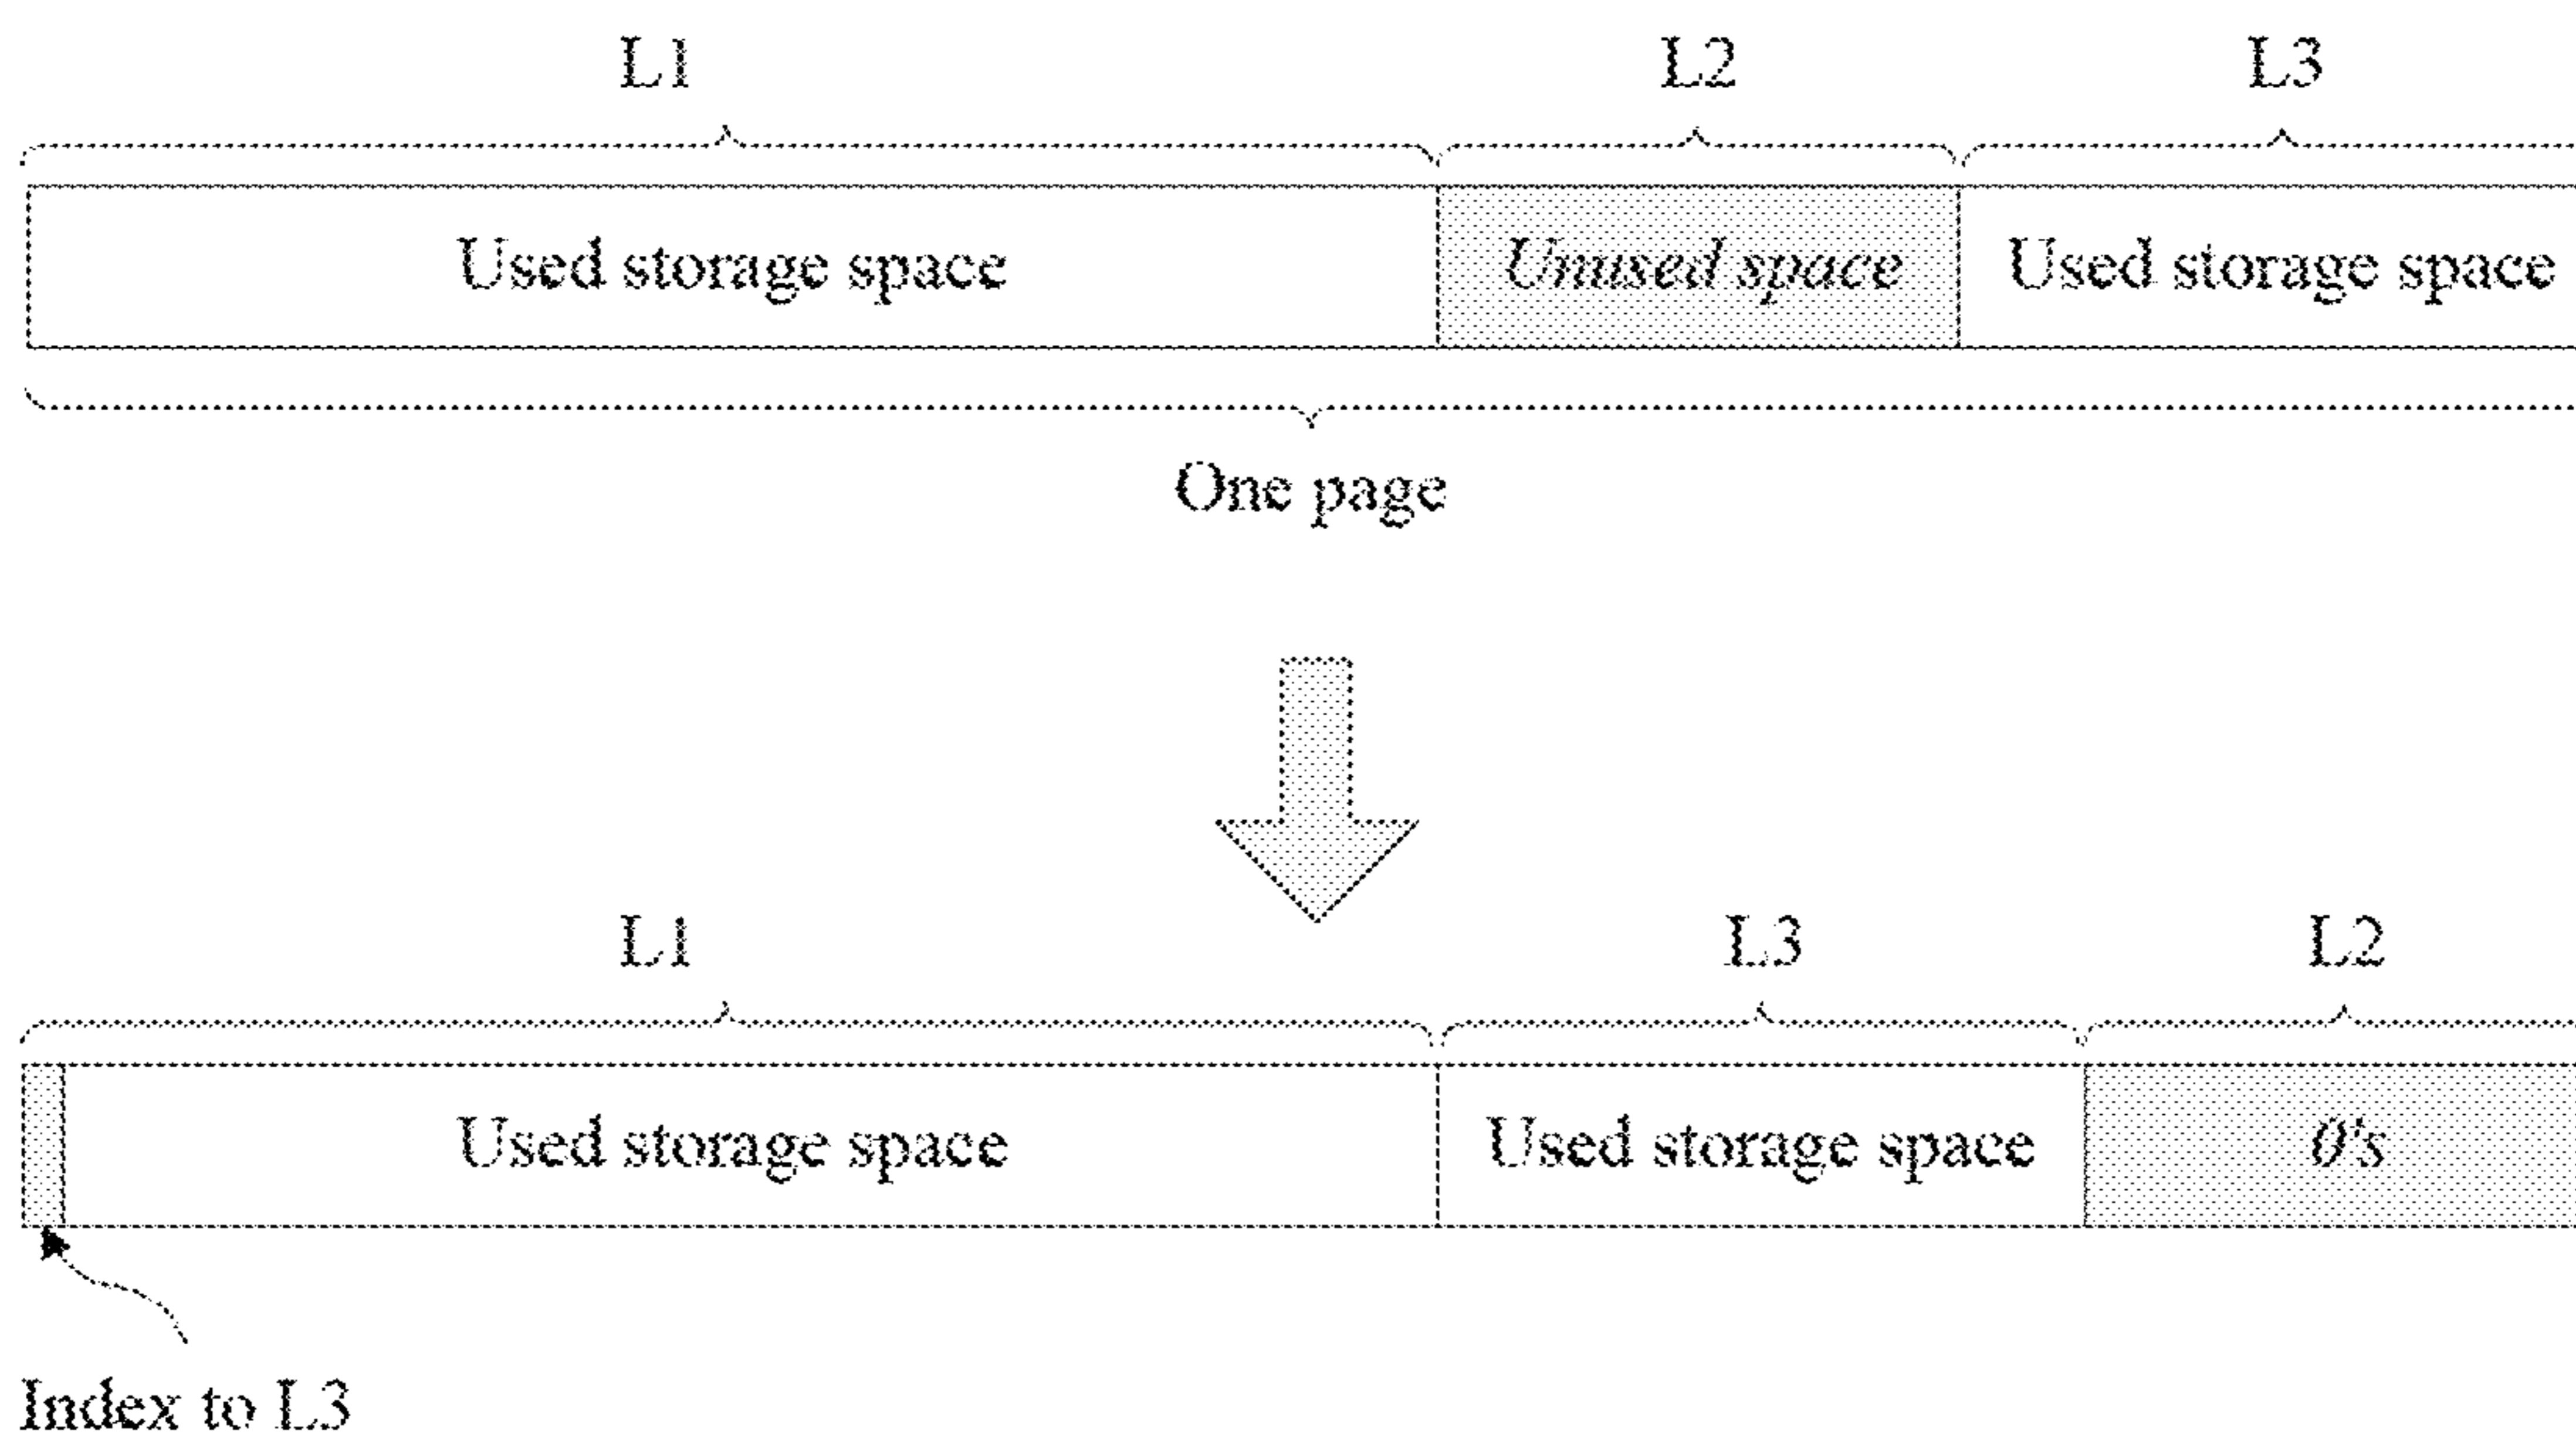 L1 L2 L3
Used storage space Unused space Used storage space
One page
L1 L3 L2
Used storage space Used storage space 0's
Index to L3